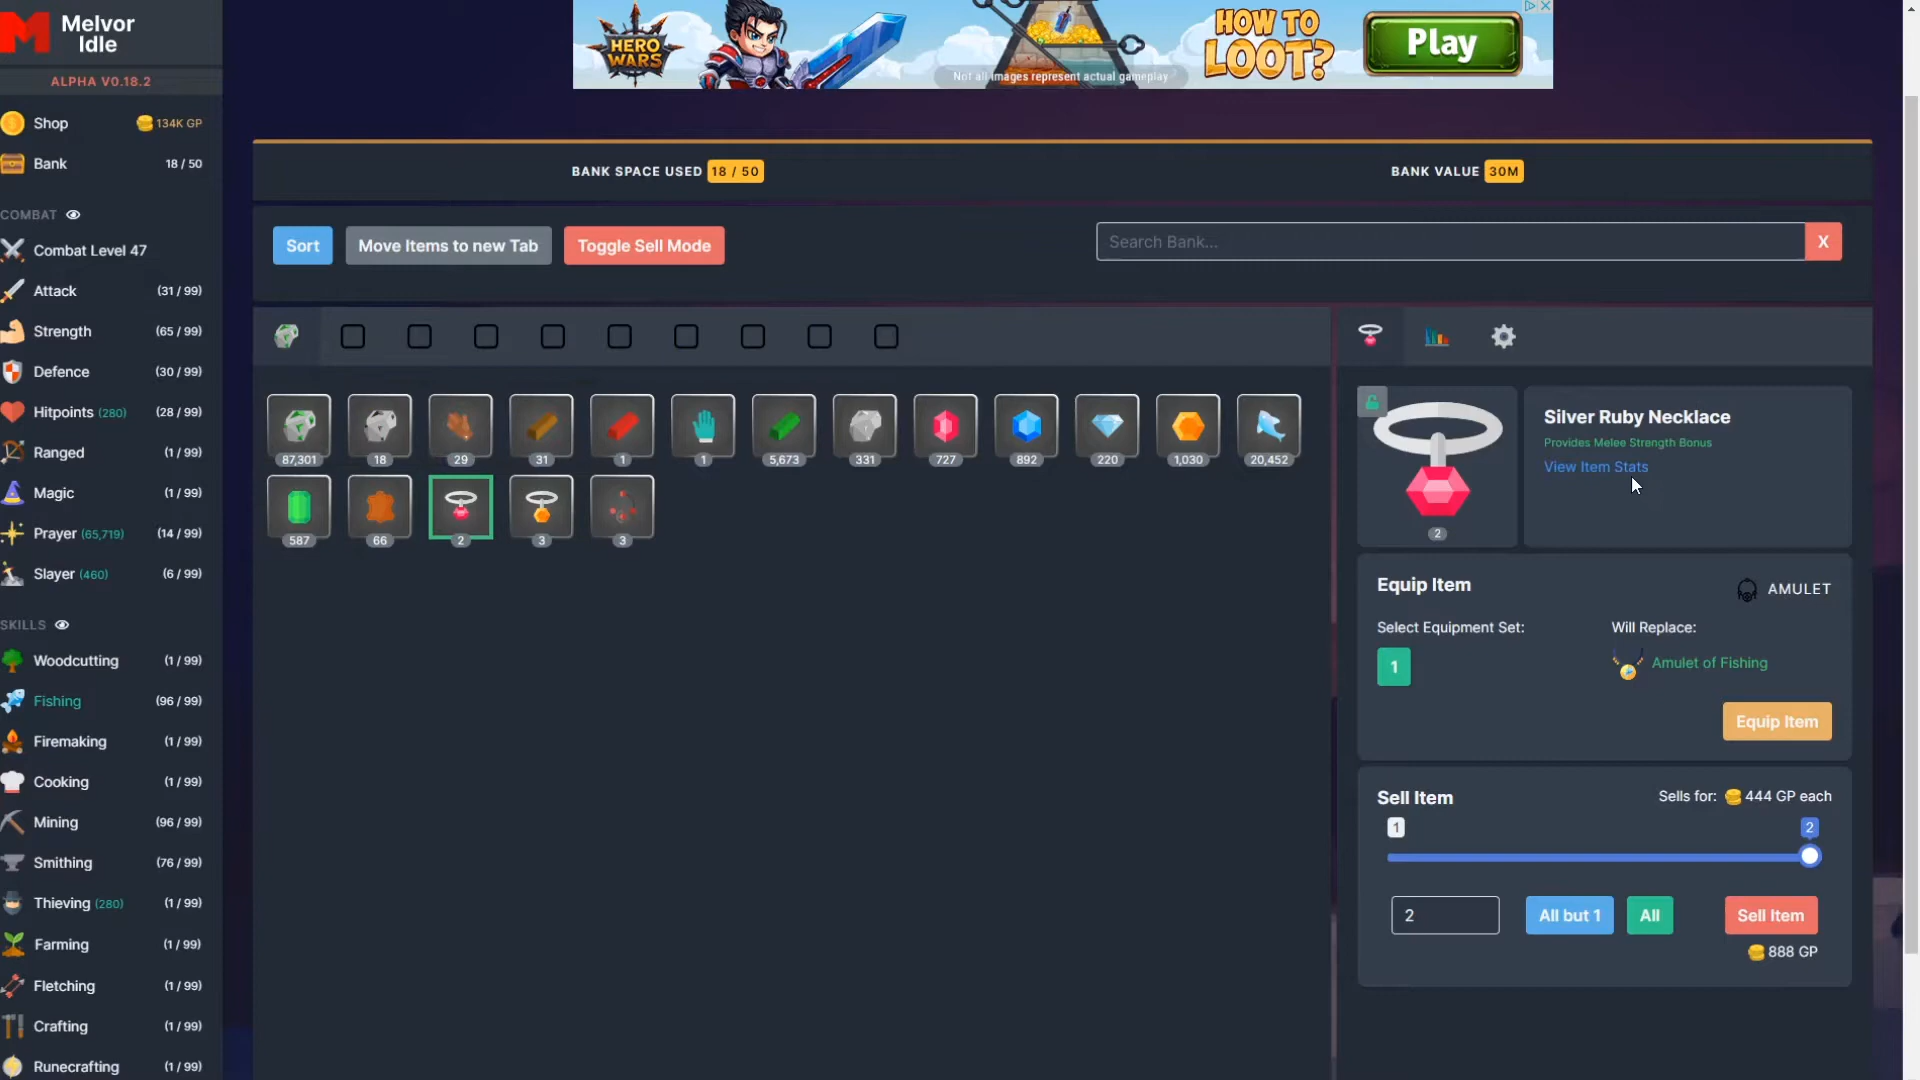 Melvor
Idle
ALPHA V0.18.2
Shop 134K GP
Bank 18 / 50
COMBAT
Combat Level 47
Attack (31 / 99)
Strength (65 / 99)
Defence (30 / 99)
Hitpoints (280) (28 / 99)
Ranged (1 / 99)
Magic (1 / 99)
Prayer (65,719) (14 / 99)
Slayer (460) (6 / 99)
SKILLS
Woodcutting (1 / 99)
Fishing (96 / 99)
Firemaking (1 / 99)
Cooking (1 / 99)
Mining (96 / 99)
Smithing (76 / 99)
Thieving (280) (1 / 99)
Farming (1 / 99)
Fletching (1 / 99)
Crafting (1 / 99)
Runecrafting (1 / 99)
HERO
WARS
Not all images represent actual gameplay
HOW TO
LOOT?
Play
BANK SPACE USED 18 / 50
BANK VALUE 30M
Sort
Move Items to new Tab
Toggle Sell Mode
Search Bank...
X
87,301 18 29 31 1 1 5,673 331 727 892 220 1,030 20,452
587 66 2 3 3
Silver Ruby Necklace
Provides Melee Strength Bonus
View Item Stats
2
Equip Item
AMULET
Select Equipment Set:
Will Replace:
1
Amulet of Fishing
Equip Item
Sell Item
Sells for: 444 GP each
1 2
2
All but 1
All
Sell Item
888 GP